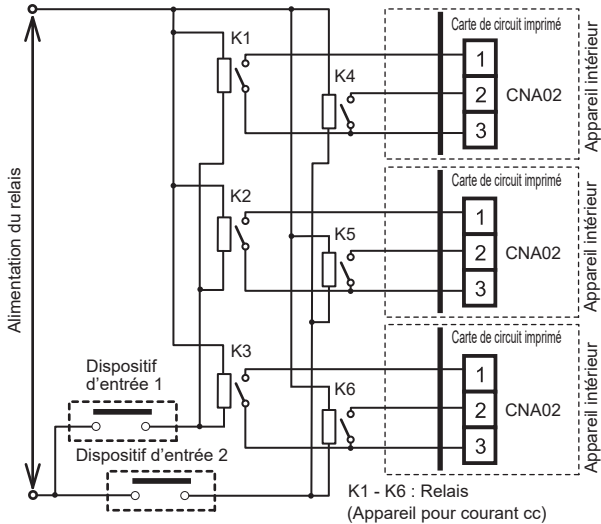 Alimentation du relais
K1
K4
Carte de circuit imprimé
1
2
3
CNA02
Appareil intérieur
K2
K5
Carte de circuit imprimé
1
2
3
CNA02
Appareil intérieur
K3
K6
Carte de circuit imprimé
1
2
3
CNA02
Appareil intérieur
Dispositif
d'entrée 1
Dispositif d'entrée 2
K1 - K6 : Relais
(Appareil pour courant cc)